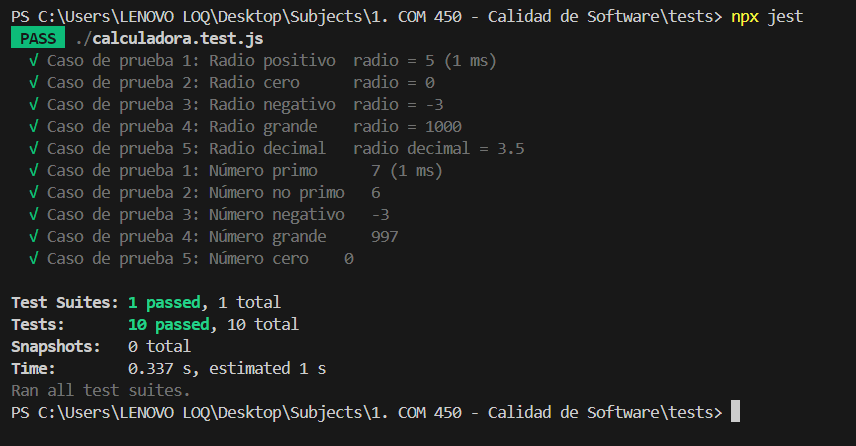 PS C:\Users\LENOVO LOQ\Desktop\Subjects\1. COM 450 - Calidad de Software\tests> npx jest
PASS ./calculadora.test.js
√ Caso de prueba 1: Radio positivo radio = 5 (1 ms)
√ Caso de prueba 2: Radio cero radio = 0
√ Caso de prueba 3: Radio negativo radio = -3
√ Caso de prueba 4: Radio grande radio = 1000
√ Caso de prueba 5: Radio decimal radio decimal = 3.5
√ Caso de prueba 1: Número primo 7 (1 ms)
√ Caso de prueba 2: Número no primo 6
√ Caso de prueba 3: Número negativo -3
√ Caso de prueba 4: Número grande 997
√ Caso de prueba 5: Número cero 0
Test Suites: 1 passed, 1 total
Tests: 10 passed, 10 total
Snapshots: 0 total
Time: 0.337 s, estimated 1 s
Ran all test suites.
PS C:\Users\LENOVO LOQ\Desktop\Subjects\1. COM 450 - Calidad de Software\tests>